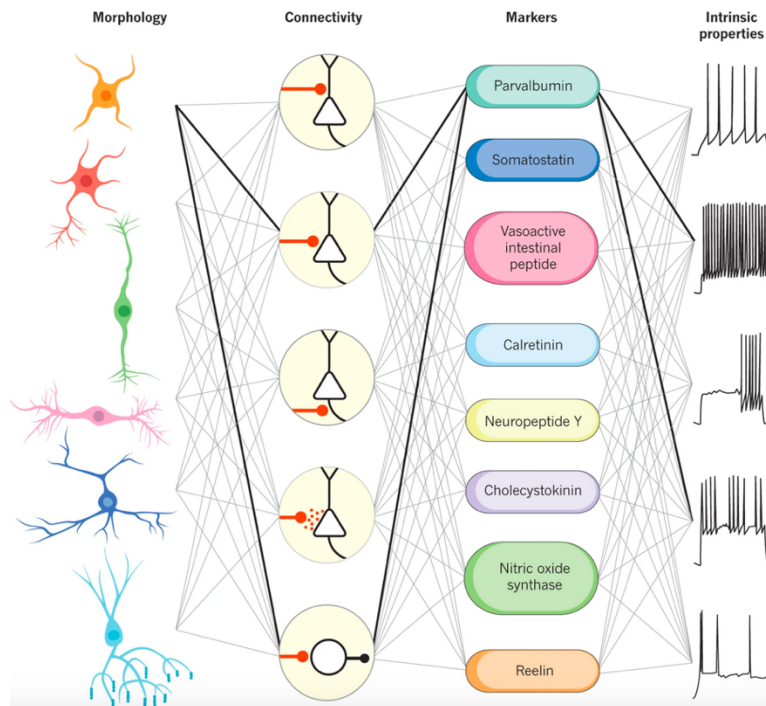 Morphology
Connectivity
Markers
Intrinsic
properties
Parvalbumin
Somatostatin
Vasoactive
intestinal
peptide
Calretinin
Neuropeptide Y
Cholecystokinin
Nitric oxide
synthase
Reelin